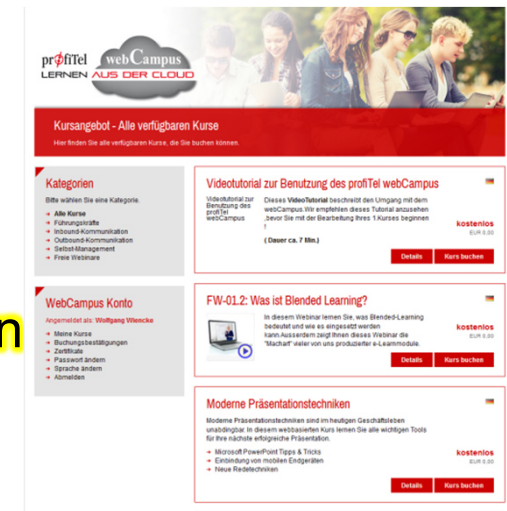 prøfiTel webCampus
LERNEN AUS DER CLOUD
Kursangebot - Alle verfügbaren Kurse
Hier finden Sie alle verfügbaren Kurse, die Sie buchen können.
Kategorien
Bitte wählen Sie eine Kategorie.
Alle Kurse
Führungskräfte
Inbound-Kommunikation
Outbound-Kommunikation
Selbst-Management
Freie Webinare
n
WebCampus Konto
Angemeldet als: Wolfgang Wiencke
Meine Kurse
Buchungsbestätigungen
Zertifikate
Passwort ändern
Sprache ändern
Abmelden
Videotutorial zur Benutzung des profiTel webCampus
Videotutorial zur
Benutzung des
profiTel
webCampus
Dieses VideoTutorial beschreibt den Umgang mit dem
webCampus.Wir empfehlen dieses Tutorial anzusehen
,bevor Sie mit der Bearbeitung Ihres 1.Kurses beginnen
!
( Dauer ca. 7 Min.)
kostenlos
EUR 0,00
Details
Kurs buchen
FW-01.2: Was ist Blended Learning?
In diesem Webinar lernen Sie, was Blended-Learning
bedeutet und wie es eingesetzt werden
kann.Ausserdem zeigt Ihnen dieses Webinar die
"Machart" vieler von uns produzierter e-Learnmodule.
kostenlos
EUR 0,00
Details
Kurs buchen
Moderne Präsentationstechniken
Moderne Präsentationstechniken sind im heutigen Geschäftsleben
unabdingbar. In diesem webbasierten Kurs lernen Sie alle wichtigen Tools
für Ihre nächste erfolgreiche Präsentation.
Microsoft PowerPoint Tipps & Tricks
Einbindung von mobilen Endgeräten
Neue Redetechniken
kostenlos
EUR 0,00
Details
Kurs buchen